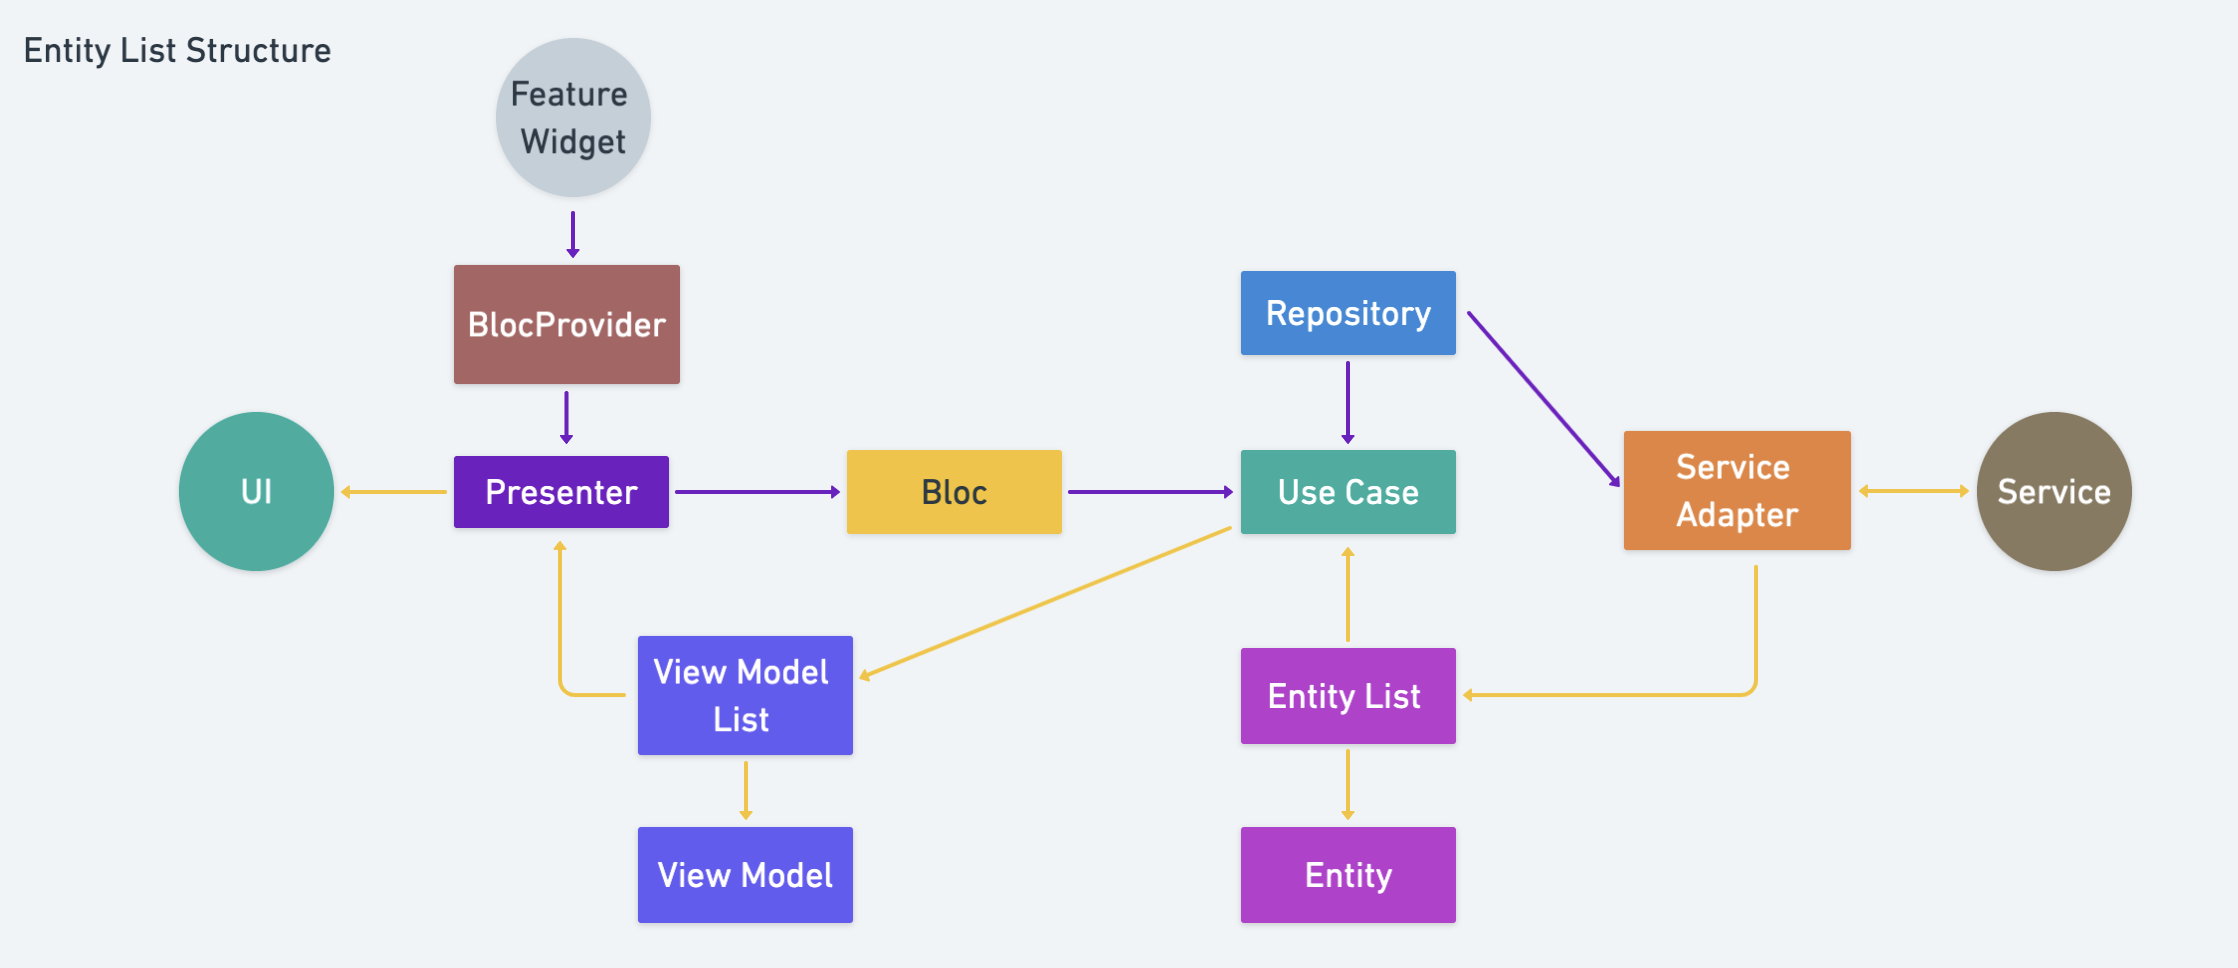 Entity List Structure
Feature
Widget
BlocProvider
Repository
UI
Presenter
Bloc
Use Case
Service
Adapter
Service
View Model
List
Entity List
View Model
Entity